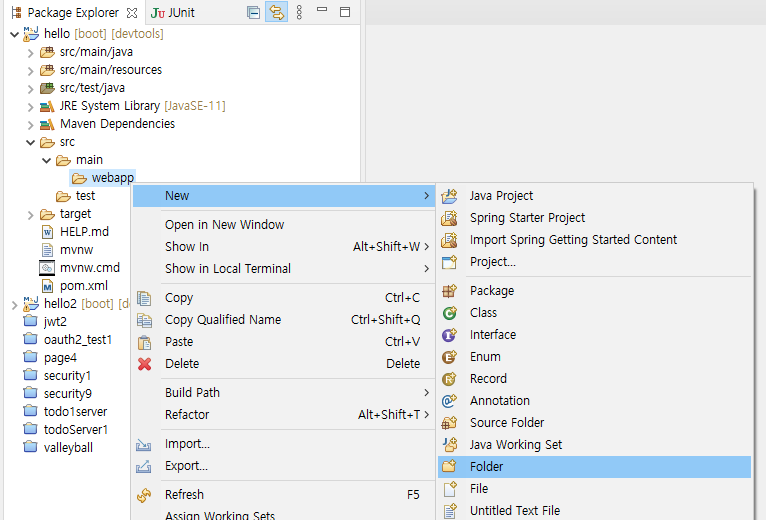 Package Explorer JUnit
hello [boot] [devtools]
src/main/java
src/main/resources
src/test/java
JRE System Library [JavaSE-11]
Maven Dependencies
src
main
webapp
test
target
HELP.md
mvnw
mvnw.cmd
pom.xml
hello2 [boot] [de
jwt2
oauth2_test1
page4
security1
security9
todo1server
todoServer1
valleyball
New
Open in New Window
Show In Alt+Shift+W
Show in Local Terminal
Copy Ctrl+C
Copy Qualified Name Ctrl+Shift+Q
Paste Ctrl+V
Delete Delete
Build Path
Refactor Alt+Shift+T
Import...
Export...
Refresh F5
Assign Working Sets
Java Project
Spring Starter Project
Import Spring Getting Started Content
Project...
Package
Class
Interface
Enum
Record
Annotation
Source Folder
Java Working Set
Folder
File
Untitled Text File